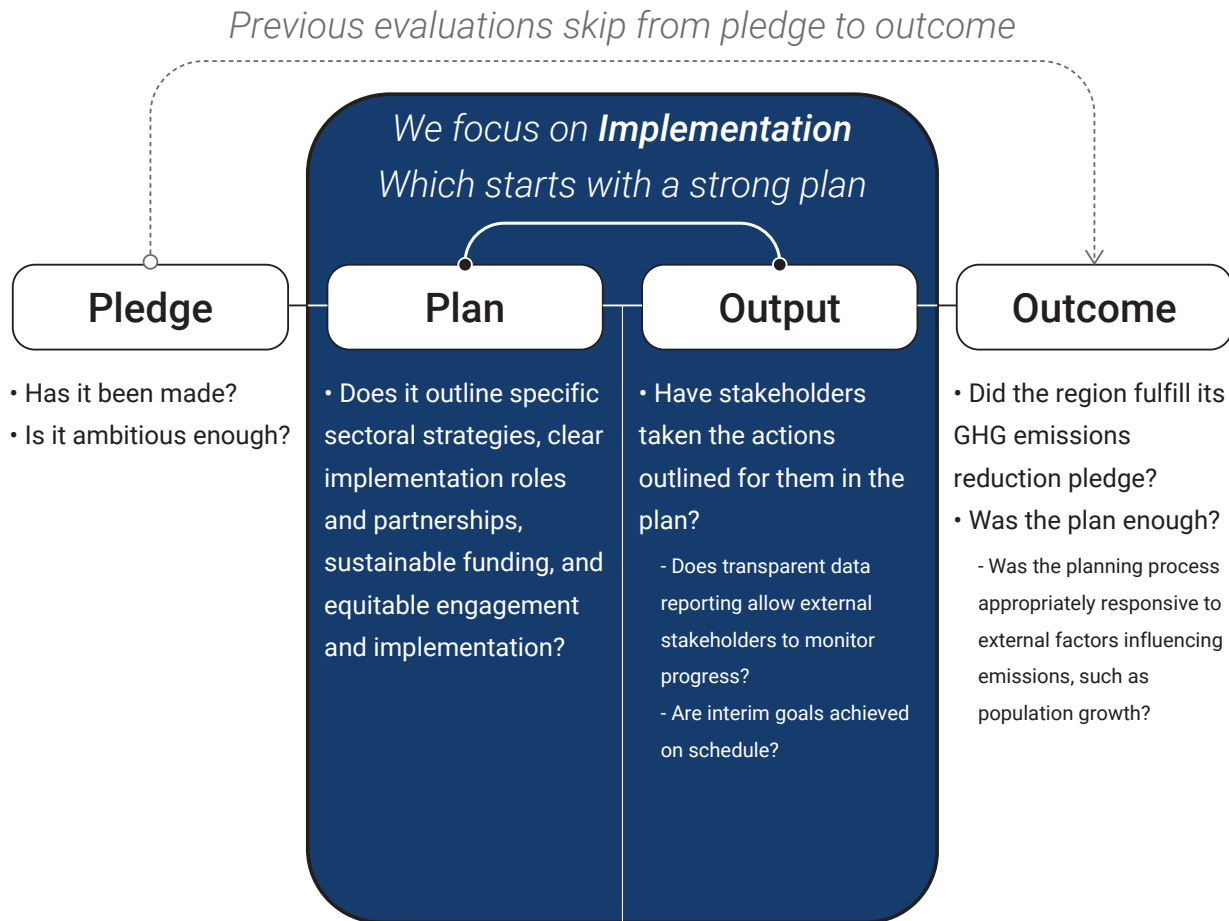 Previous evaluations skip from pledge to outcome
We focus on Implementation
Which starts with a strong plan
Pledge
Plan
Output
Outcome
• Has it been made?
• Is it ambitious enough?
• Does it outline specific
sectoral strategies, clear
implementation roles
and partnerships,
sustainable funding, and
equitable engagement
and implementation?
• Have stakeholders
taken the actions
outlined for them in the
plan?
- Does transparent data
reporting allow external
stakeholders to monitor
progress?
- Are interim goals achieved
on schedule?
• Did the region fulfill its
GHG emissions
reduction pledge?
• Was the plan enough?
- Was the planning process
appropriately responsive to
external factors influencing
emissions, such as
population growth?